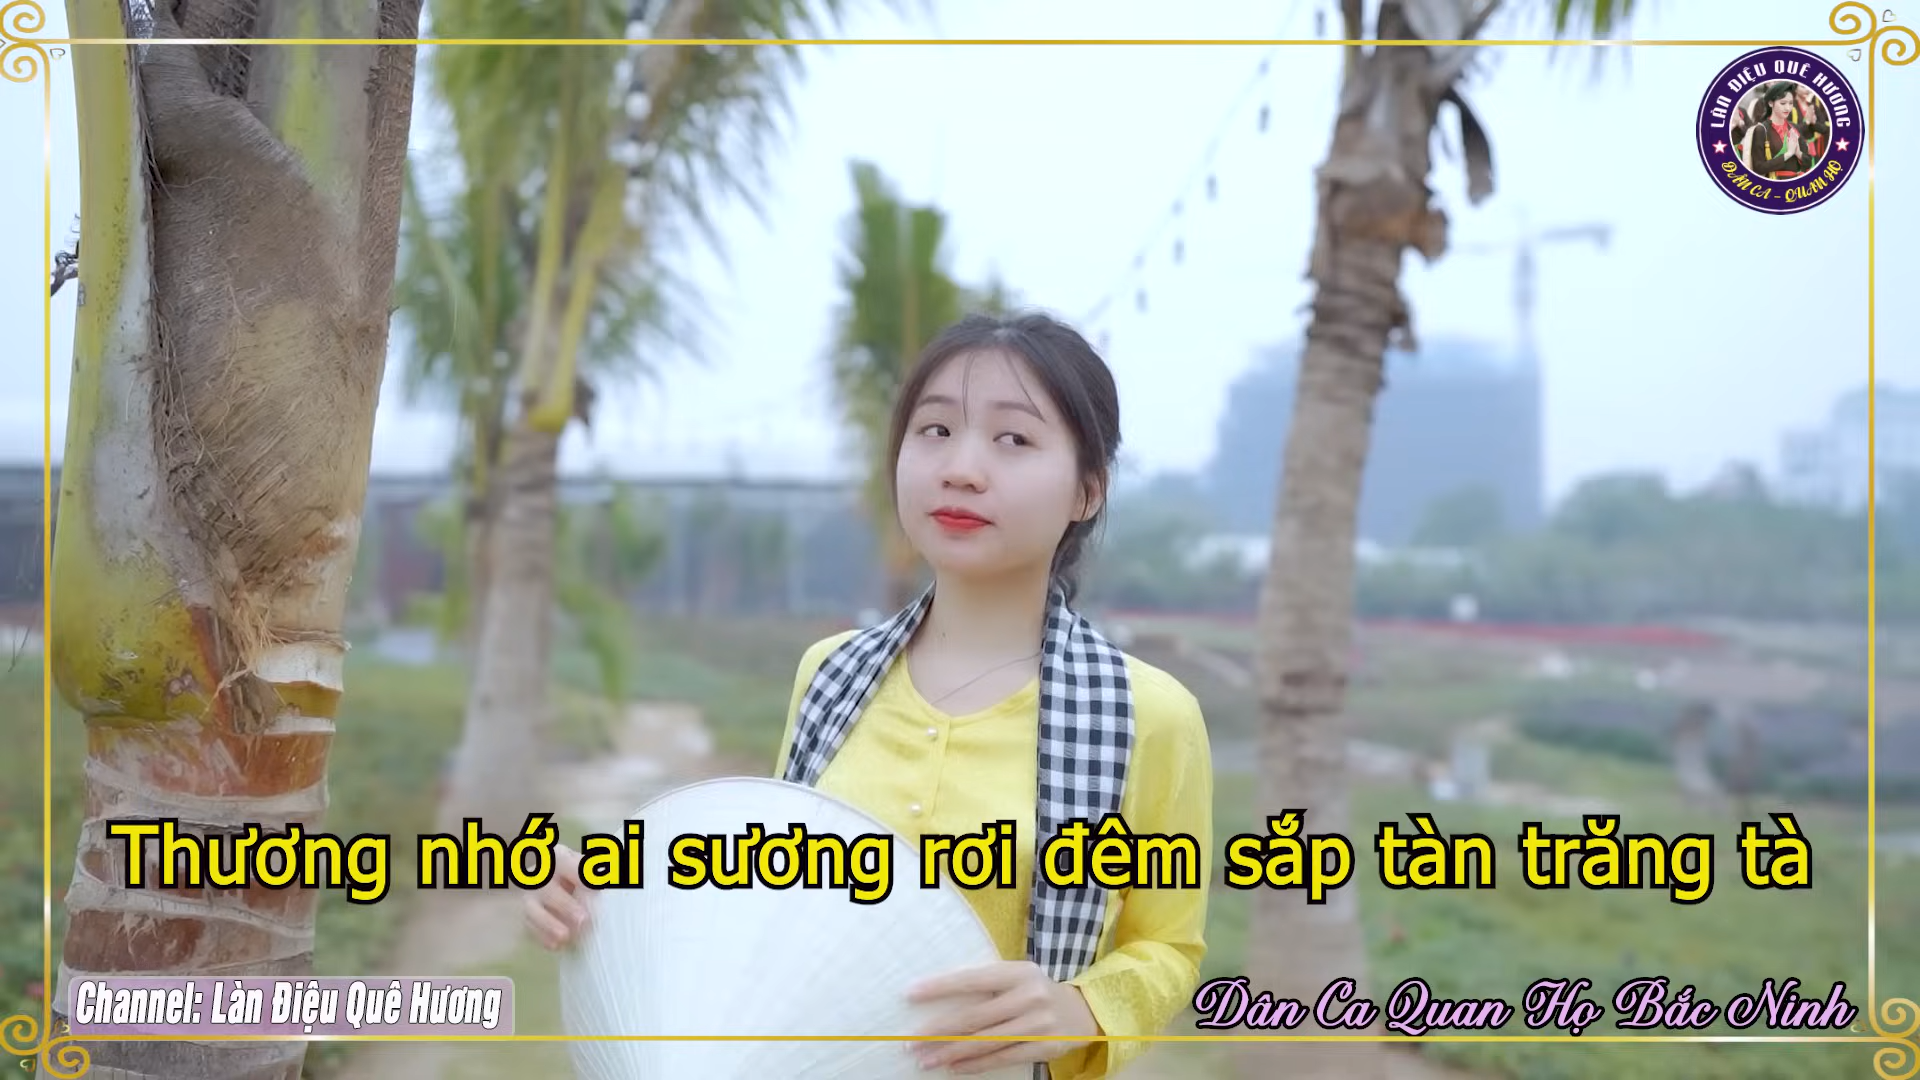 LÀN ĐIỆU QUÊ HƯƠNG
DÂN CA - QUAN HỌ
Thương nhớ ai sương rơi đêm sắp tàn trăng tà
Channel: Làn Điệu Quê Hương
Dân Ca Quan Họ Bắc Ninh